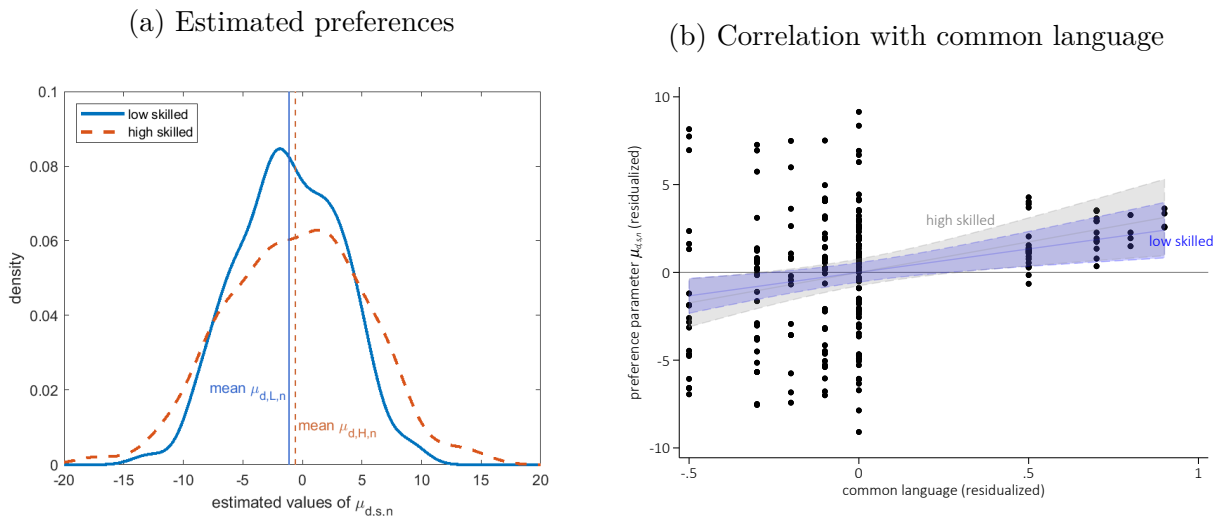 (a) Estimated preferences
0.1
0.08
0.06
0.04
0.02
0
density
low skilled
high skilled
mean μd,L,n
mean μd,H,n
-20
-15
-10
-5
0
5
10
15
20
estimated values of μd.s.n
(b) Correlation with common language
10
5
0
-5
-10
preference parameter μd.s.n (residualized)
high skilled
low skilled
-.5
0
.5
1
common language (residualized)